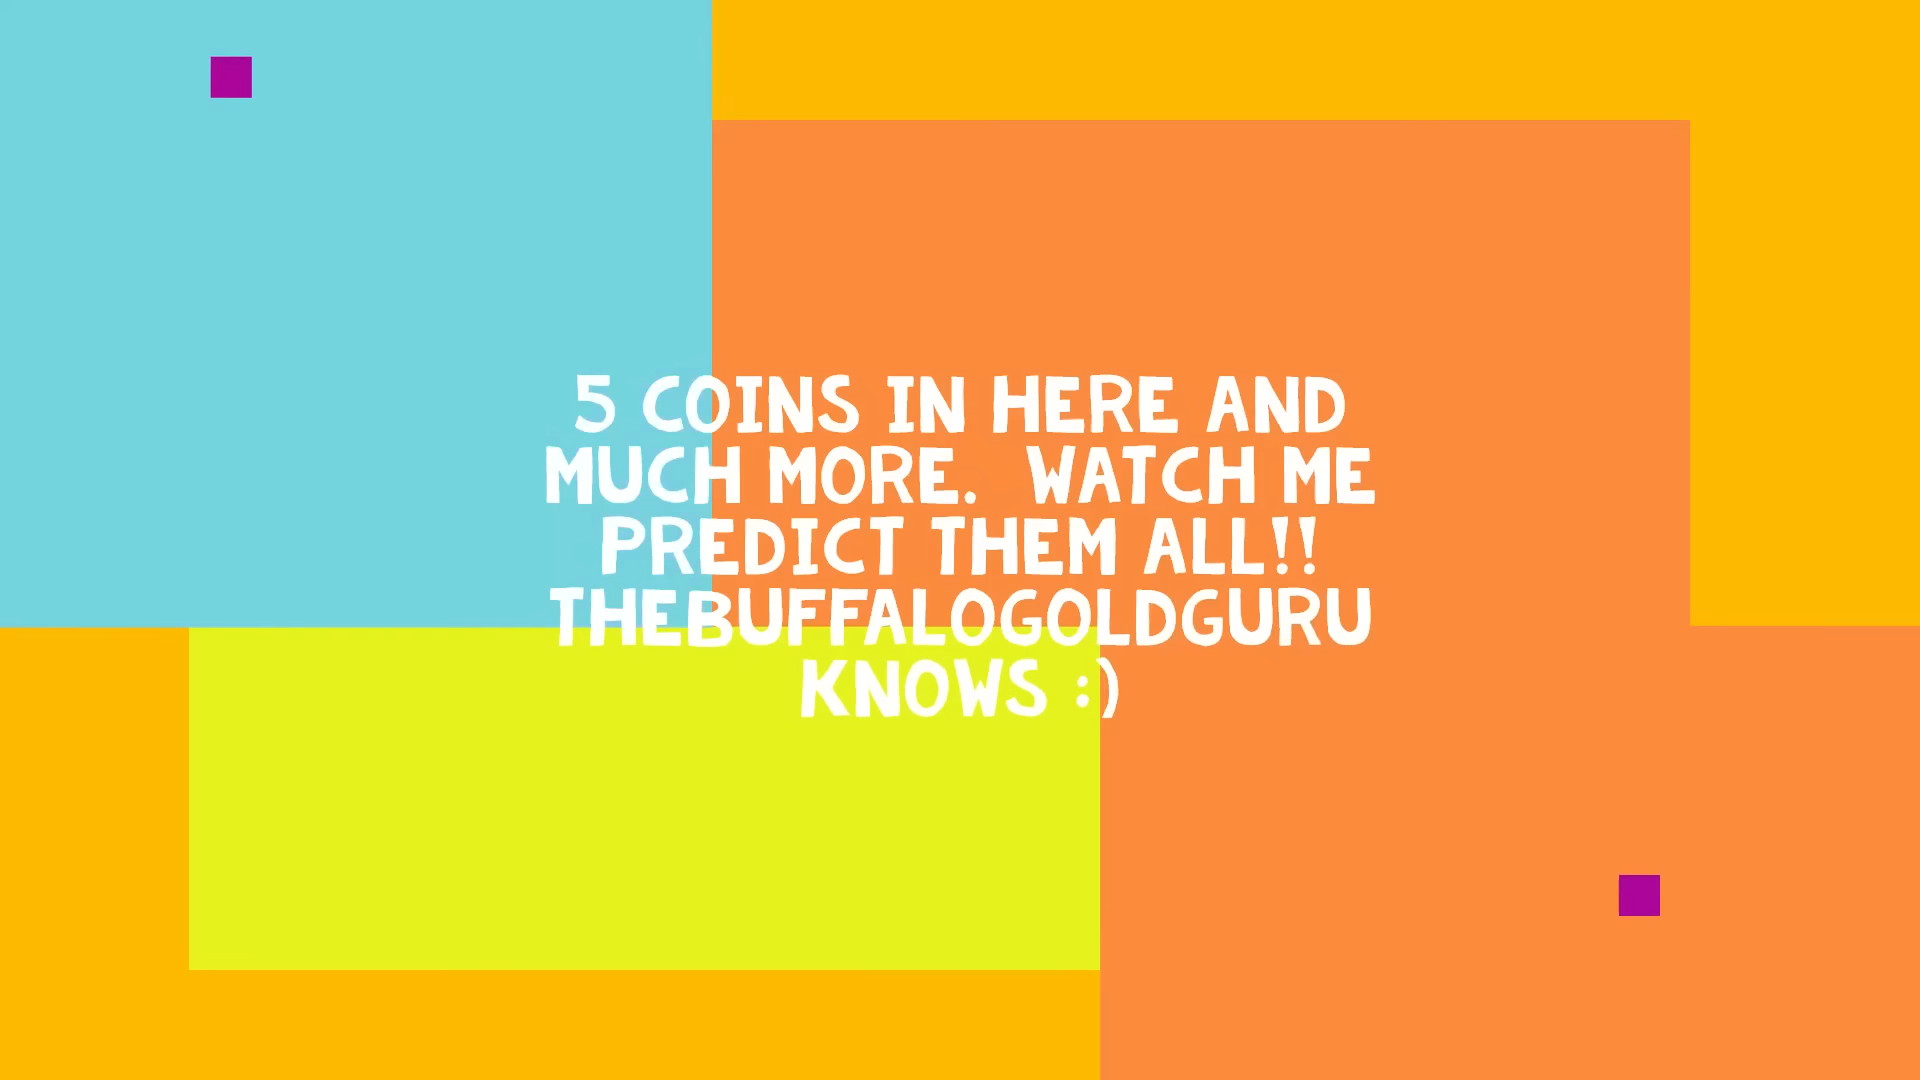 5 COINS IN HERE AND
MUCH MORE.  WATCH ME
PREDICT THEM ALL!!
THEBUFFALOGOLDGURU
KNOWS :)